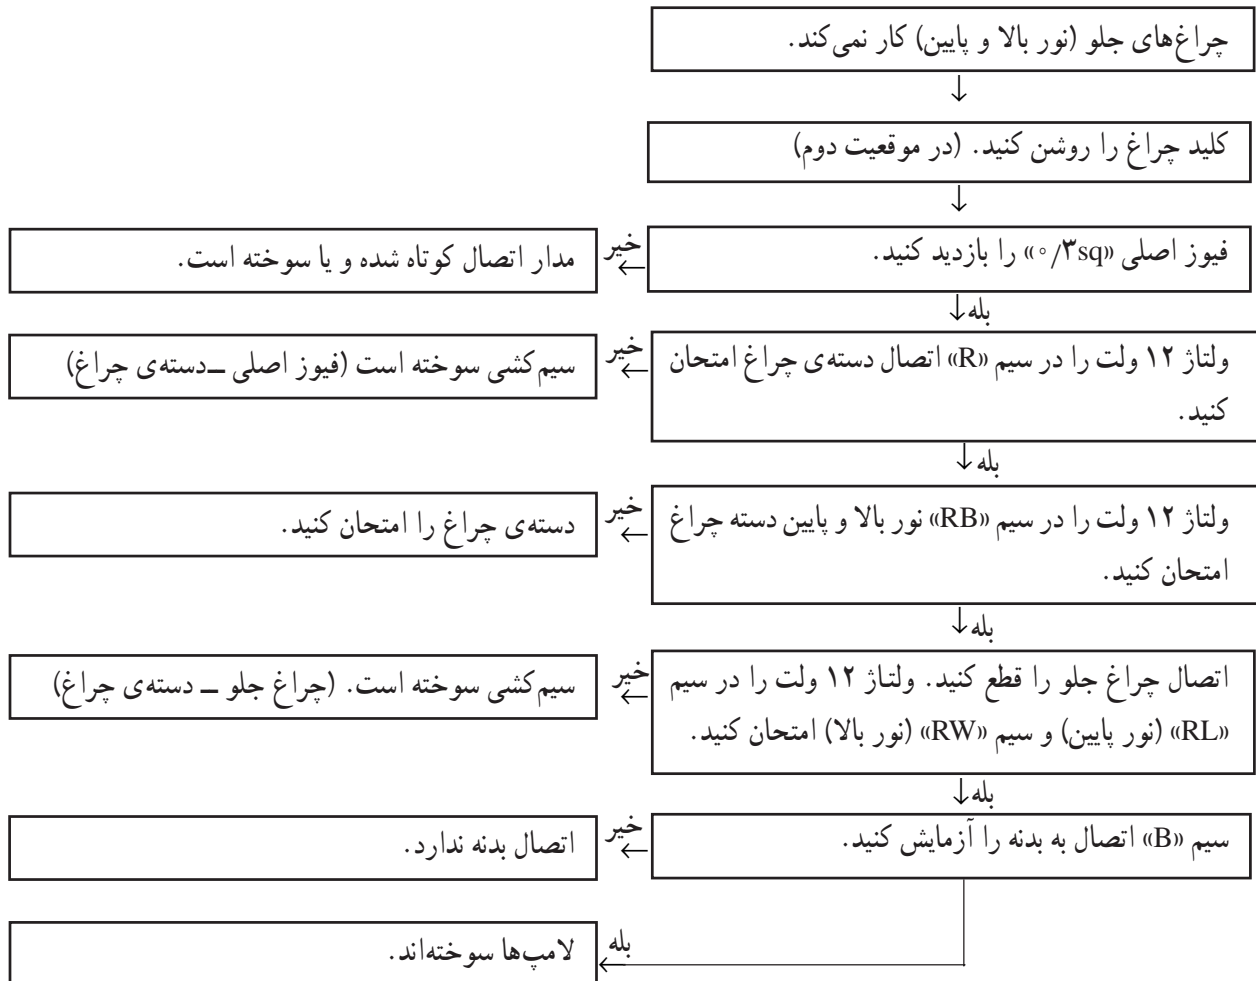 چراغ‌های جلو (نور بالا و پایین) کار نمی‌کند.
کلید چراغ را روشن کنید. (در موقعیت دوم)
فیوز اصلی «۰/۳sq» را بازدید کنید.
خیر
مدار اتصال کوتاه شده و یا سوخته است.
بله
ولتاژ ۱۲ ولت را در سیم «R» اتصال دسته‌ی چراغ امتحان
کنید.
خیر
سیم‌کشی سوخته است (فیوز اصلی ــ دسته‌ی چراغ)
بله
ولتاژ ۱۲ ولت را در سیم «RB» نور بالا و پایین دسته چراغ
امتحان کنید.
خیر
دسته‌ی چراغ را امتحان کنید.
بله
اتصال چراغ جلو را قطع کنید. ولتاژ ۱۲ ولت را در سیم
«RL» (نور پایین) و سیم «RW» (نور بالا) امتحان کنید.
خیر
سیم‌کشی سوخته است. (چراغ جلو ــ دسته‌ی چراغ)
بله
سیم «B» اتصال به بدنه را آزمایش کنید.
خیر
اتصال بدنه ندارد.
بله
لامپ‌ها سوخته‌اند.